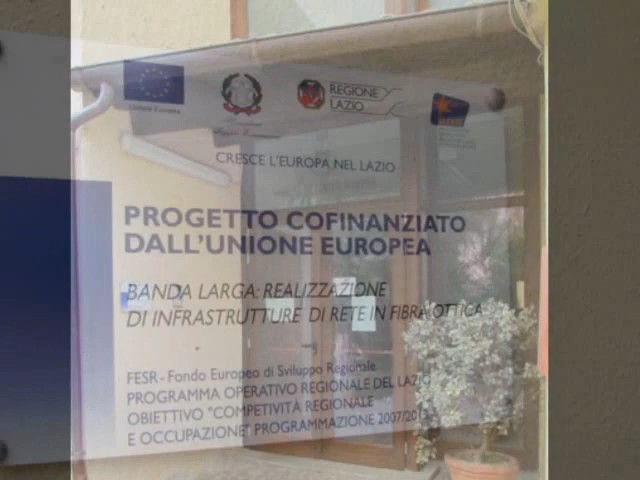 Unione Europea
REGIONE
LAZIO
CRESCE L'EUROPA NEL LAZIO
PROGETTO COFINANZIATO
DALL'UNIONE EUROPEA
BANDA LARGA: REALIZZAZIONE
DI INFRASTRUTTURE DI RETE IN FIBRA OTTICA
FESR - Fondo Europeo di Sviluppo Regionale
PROGRAMMA OPERATIVO REGIONALE DEL LAZIO
OBIETTIVO "COMPETIVITÀ REGIONALE
E OCCUPAZIONE" PROGRAMMAZIONE 2007/2013